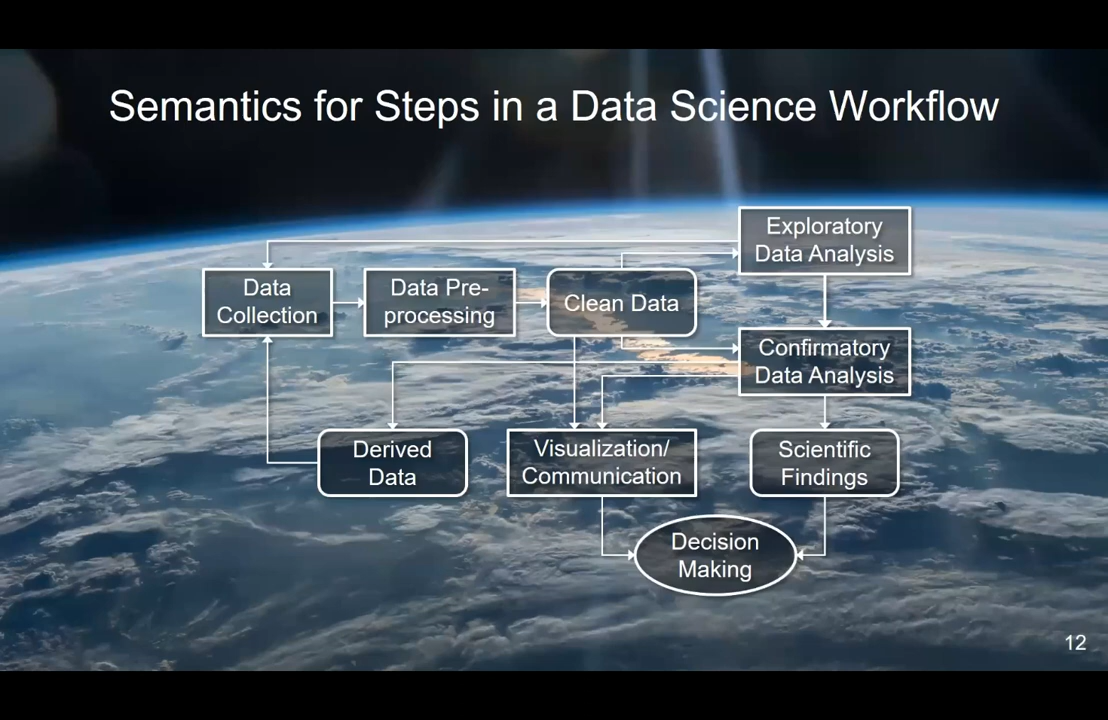 Semantics for Steps in a Data Science Workflow
Exploratory
Data Analysis
Data
Collection
Data Pre-
processing
Clean Data
Confirmatory
Data Analysis
Derived
Data
Visualization/
Communication
Scientific
Findings
Decision
Making
12